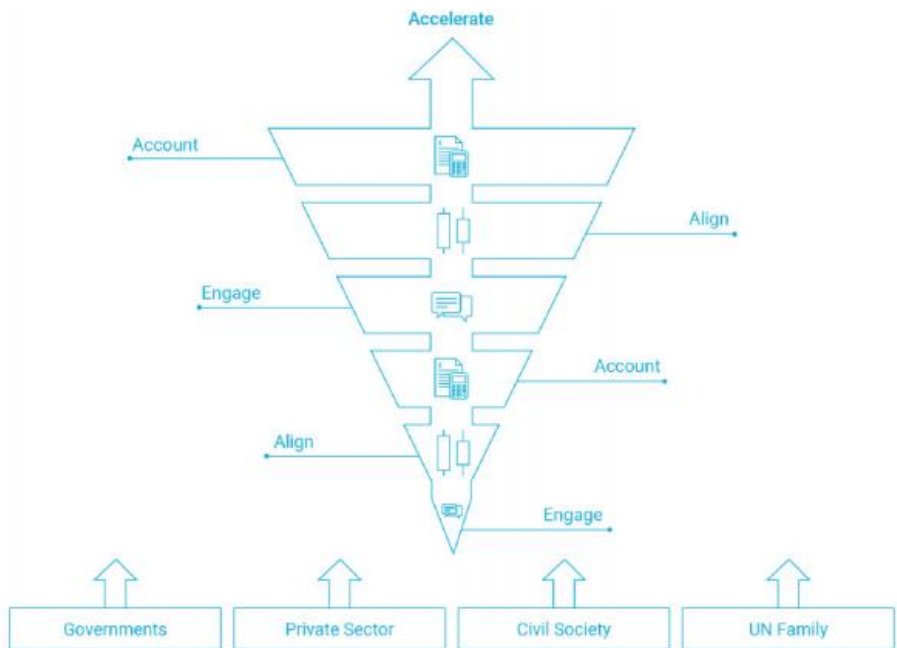 Accelerate
Account
Align
Engage
Account
Align
Engage
Governments
Private Sector
Civil Society
UN Family